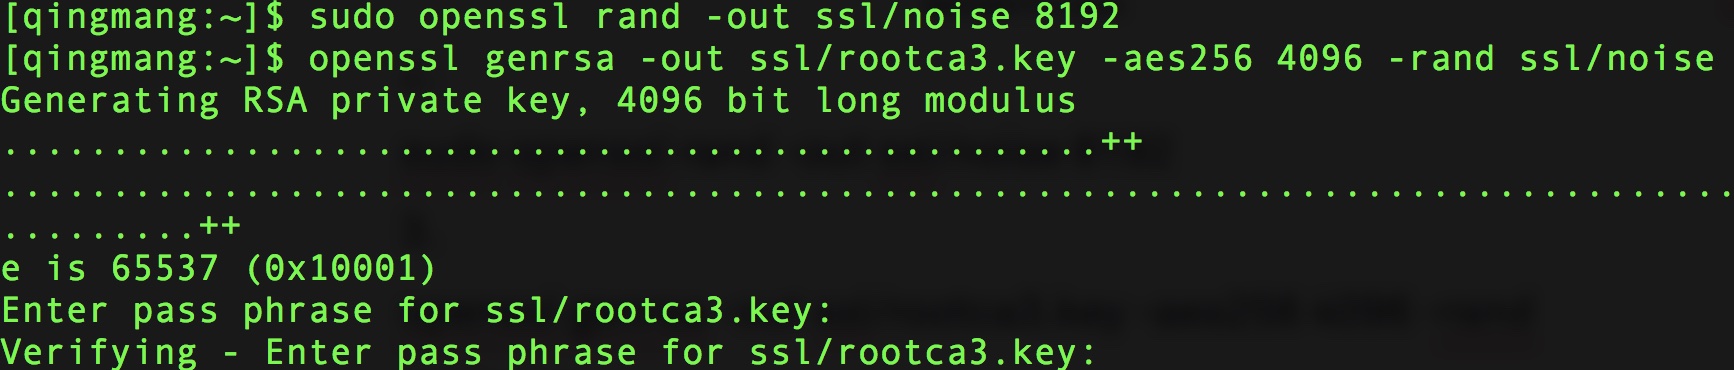 [qingmang:~]$ sudo openssl rand -out ssl/noise 8192
[qingmang:~]$ openssl genrsa -out ssl/rootca3.key -aes256 4096 -rand ssl/noise
Generating RSA private key, 4096 bit long modulus
..................................................++
...............................................................................
.........++
e is 65537 (0x10001)
Enter pass phrase for ssl/rootca3.key:
Verifying - Enter pass phrase for ssl/rootca3.key: